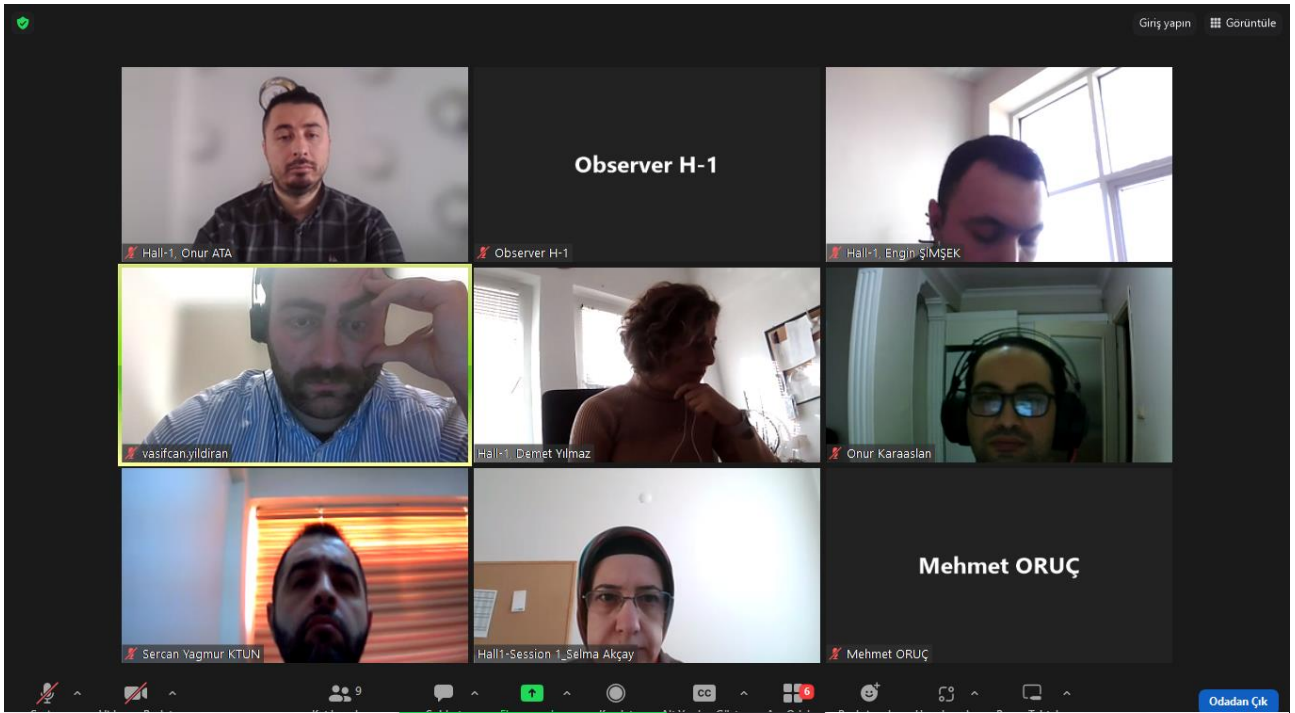 Giriş yapın Görüntüle
Observer H-1
Hall-1, Onur ATA
Observer H-1
Hall-1, Engin ŞİMŞEK
vasifcan.yildiran
Hall-1 Demet Yılmaz
Onur Karaaslan
Mehmet ORUÇ
Sercan Yagmur KTUN
Hall1-Session 1_Selma Akçay
Mehmet ORUÇ
9
CC
6
Odadan Çık